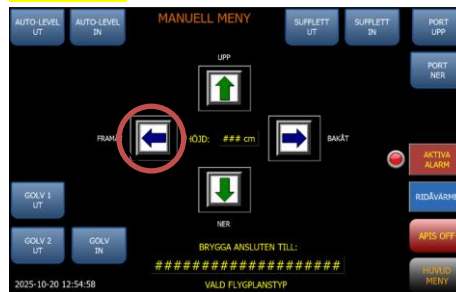 AUTO-LEVEL UT
AUTO-LEVEL IN
MANUELL MENY
SUFFLETT UT
SUFFLETT IN
PORT UPP
UPP
PORT NER
HÖJD: ### cm
BAKÅT
AKTIVA ALARM
GOLV 1 UT
RIDÅVÄRME
NER
GOLV 2 UT
GOLV IN
BRYGGA ANSLUTEN TILL:
APIS OFF
####################
HUVUD MENY
2025-10-20 12:54:58
VALD FLYGPLANSTYP